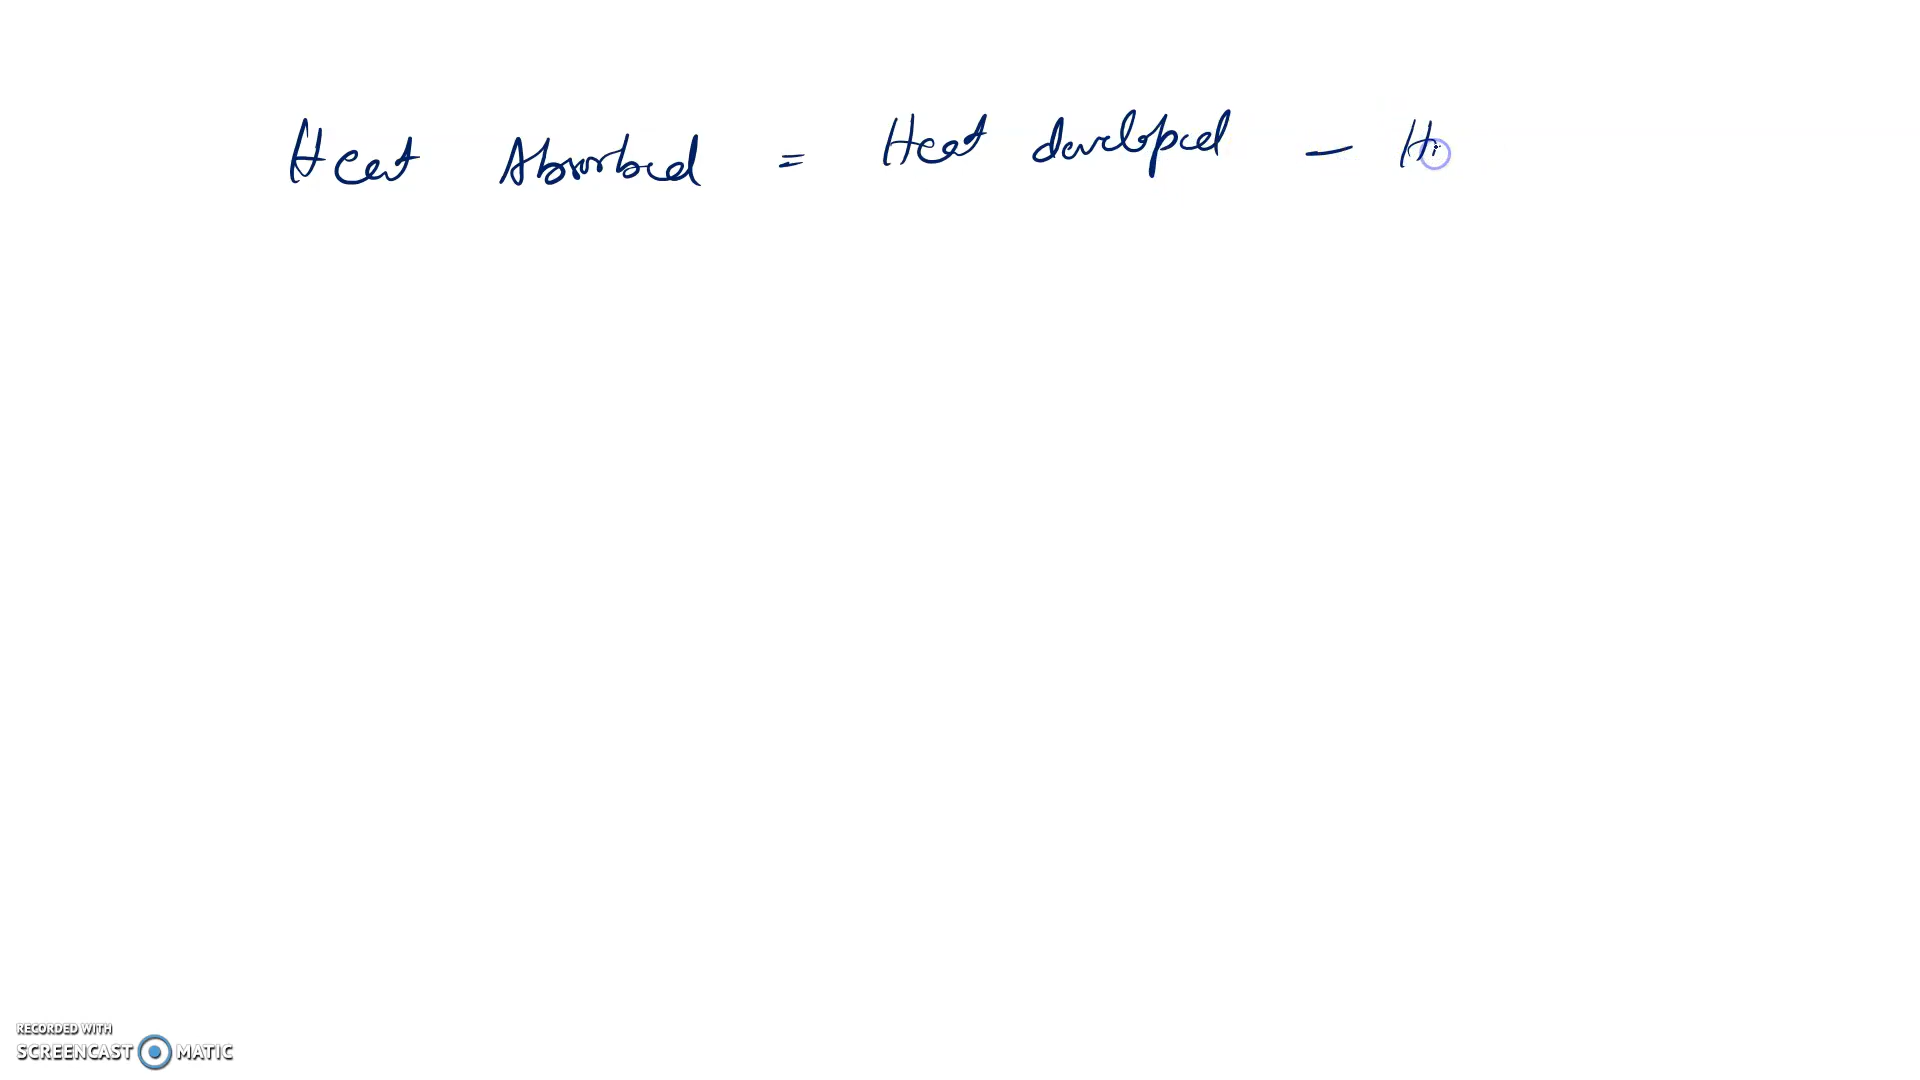 Heat Absorbed = Heat developed - H
RECORDED WITH
SCREENCAST MATIC